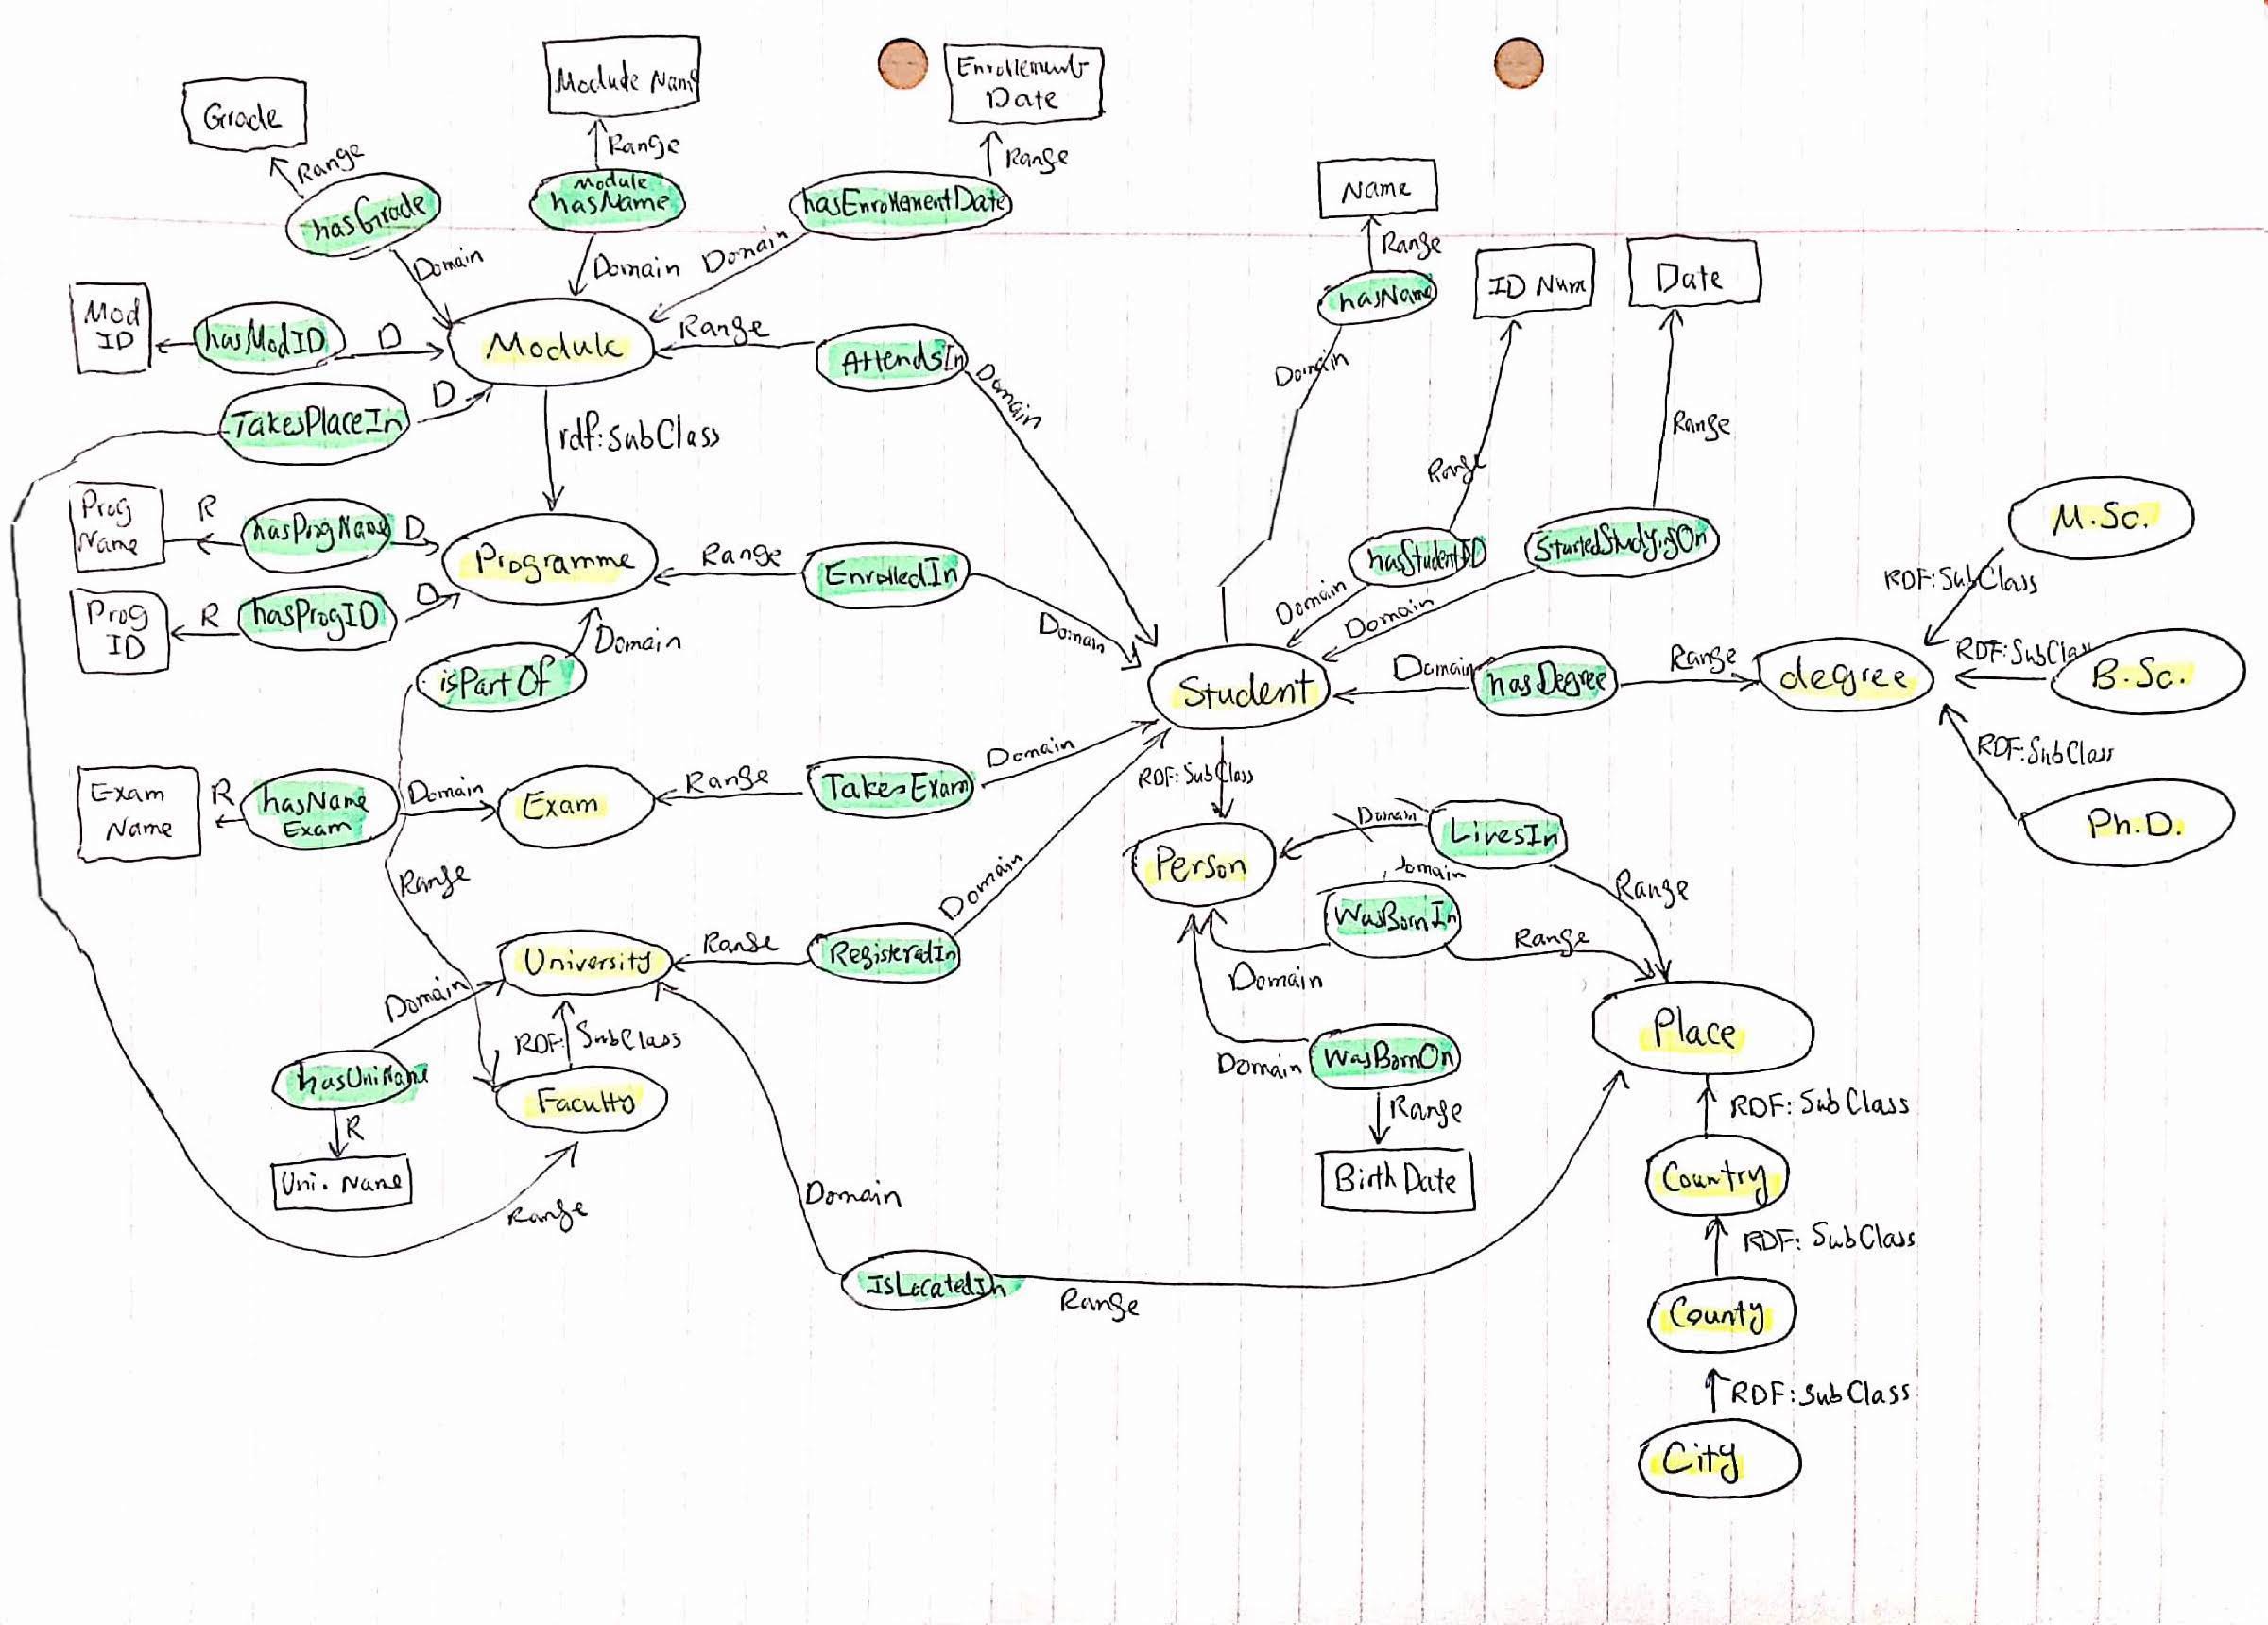 Grade
Module Name
Enrollement
Date
Range
Range
Range
hasGrade
Module
hasName
hasEnrollementDate
Name
Range
Domain
Domain
Domain
hasName
ID Num
Date
Mod
ID
hasModID
D
Module
Range
AttendsIn
Domain
Domain
TakesPlaceIn
D
rdf:SubClass
Range
Range
Prog
Name
R
hasProgName
D
Programme
Range
EnrolledIn
hasStudentID
StartedStudyingOn
M.Sc.
RDF:SubClass
Prog
ID
R
hasProgID
D
Domain
Domain
Domain
Domain
isPartOf
Student
Domain
hasDegree
Range
degree
RDF:SubClass
B.Sc.
Exam
Name
R
hasName
Exam
Domain
Exam
Range
TakesExam
Domain
RDF:SubClass
RDF:SubClass
Ph.D.
Range
Person
Domain
LivesIn
Domain
Range
WasBornIn
Range
Domain
University
Range
RegisteredIn
Domain
Domain
RDF:SubClass
Place
hasUniName
Faculty
Domain
WasBornOn
R
Range
RDF:SubClass
Uni. Name
Range
Domain
BirthDate
Country
RDF:SubClass
IsLocatedIn
Range
County
RDF:SubClass
City